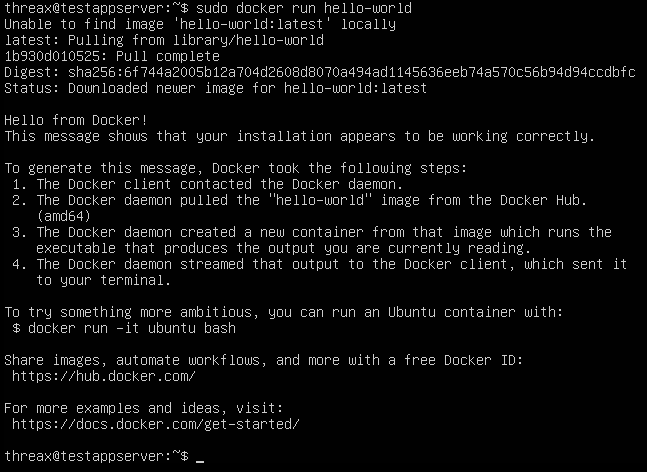 threax@testappserver:~$ sudo docker run hello-world
Unable to find image 'hello-world:latest' locally
latest: Pulling from library/hello-world
1b930d010525: Pull complete
Digest: sha256:6f744a2005b12a704d2608d8070a494ad1145636eeb74a570c56b94d94ccdbfc
Status: Downloaded newer image for hello-world:latest

Hello from Docker!
This message shows that your installation appears to be working correctly.

To generate this message, Docker took the following steps:
 1. The Docker client contacted the Docker daemon.
 2. The Docker daemon pulled the "hello-world" image from the Docker Hub.
    (amd64)
 3. The Docker daemon created a new container from that image which runs the
    executable that produces the output you are currently reading.
 4. The Docker daemon streamed that output to the Docker client, which sent it
    to your terminal.

To try something more ambitious, you can run an Ubuntu container with:
 $ docker run -it ubuntu bash

Share images, automate workflows, and more with a free Docker ID:
 https://hub.docker.com/

For more examples and ideas, visit:
 https://docs.docker.com/get-started/

threax@testappserver:~$ _